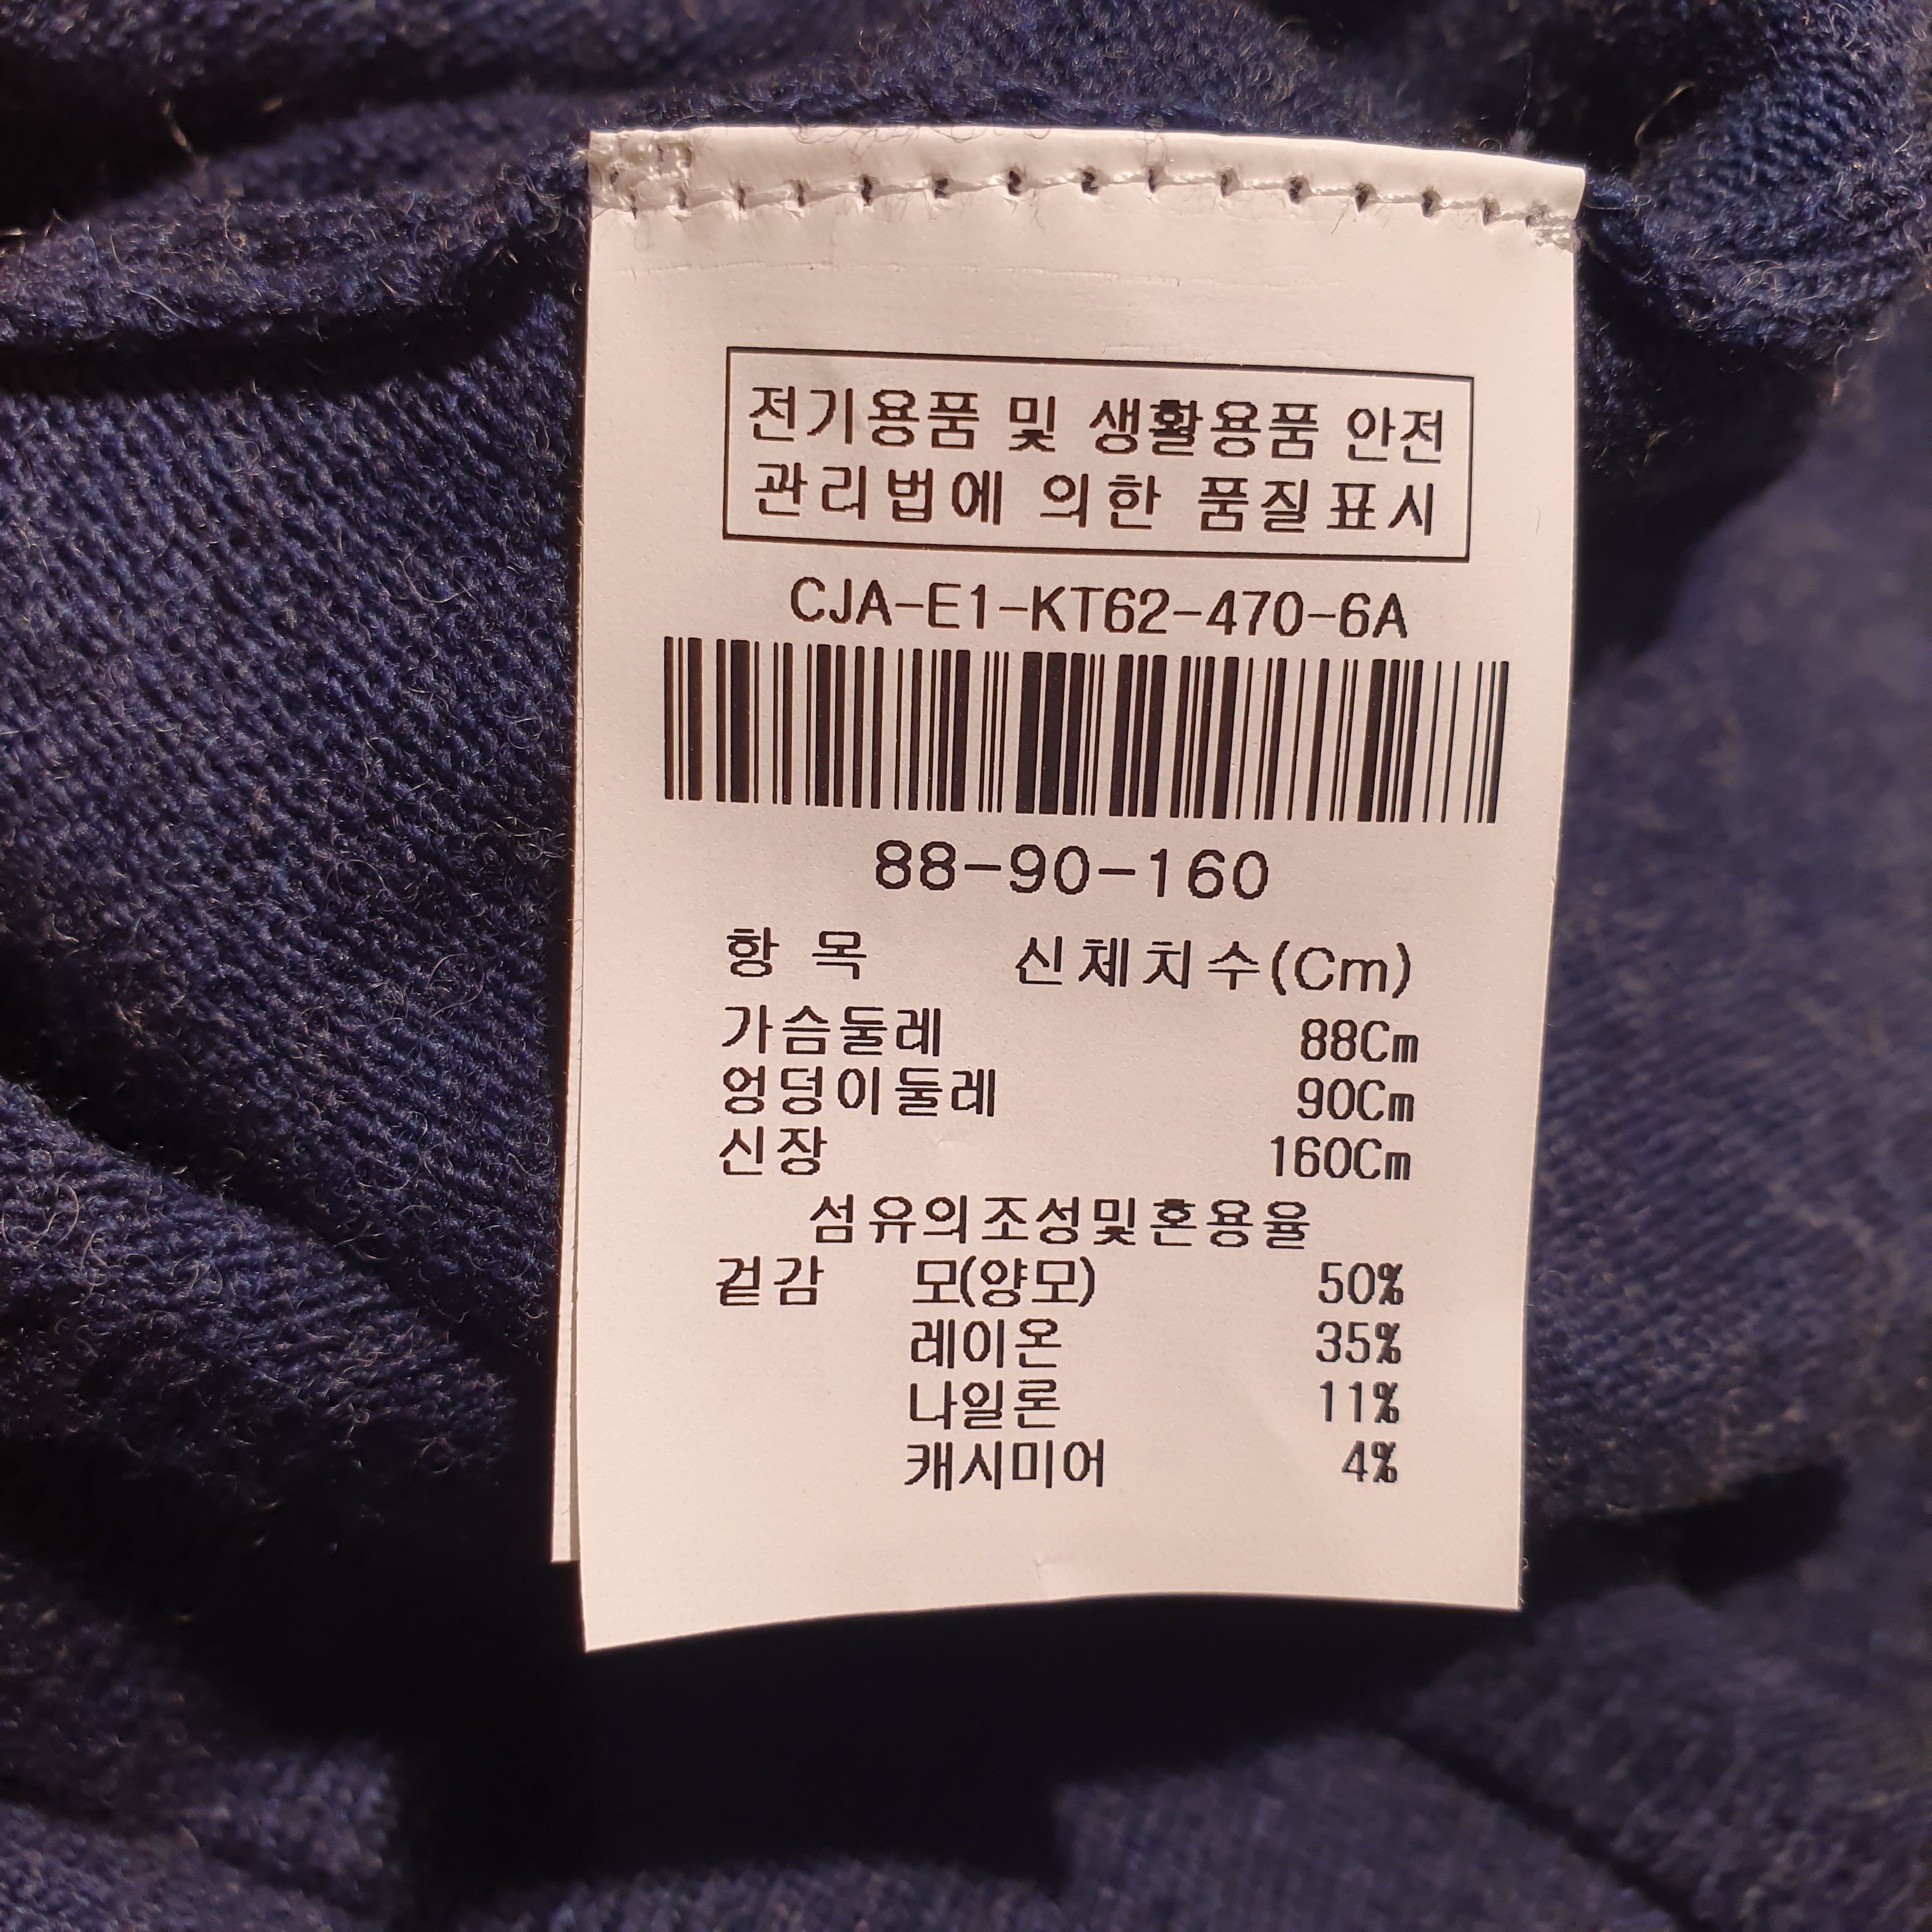 전기용품 및 생활용품 안전
관리법에 의한 품질표시
CJA-E1-KT62-470-6A
88-90-160
항 목 신체치수(Cm)
가슴둘레 88Cm
엉덩이둘레 90Cm
신장 160Cm
섬유의조성및혼용율
겉감 모(양모) 50%
레이온 35%
나일론 11%
캐시미어 4%